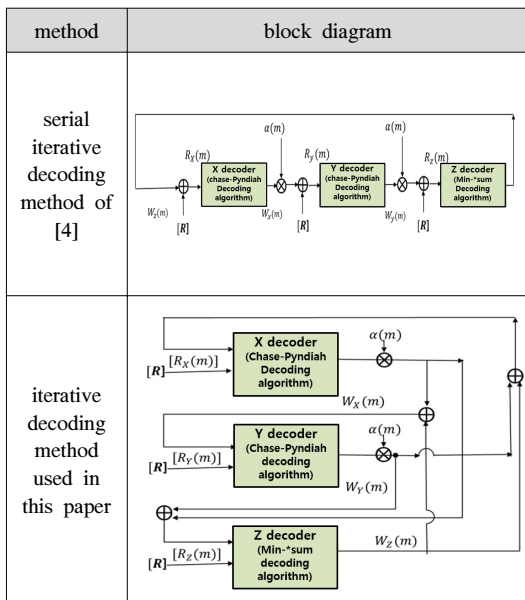 method
block diagram
serial
iterative
decoding
method of
[4]
α(m)
α(m)
R_X(m)
X decoder
(chase-Pyndiah
Decoding
algorithm)
R_y(m)
Y decoder
(chase-Pyndiah
Decoding
algorithm)
R_z(m)
Z decoder
(Min-*sum
Decoding
algorithm)
W_z(m)
[R]
W_x(m)
[R]
W_y(m)
[R]
iterative
decoding
method
used in
this paper
X decoder
(Chase-Pyndiah
Decoding
algorithm)
α(m)
[R_X(m)]
[R]
W_X(m)
Y decoder
(Chase-Pyndiah
decoding
algorithm)
α(m)
[R_Y(m)]
[R]
W_Y(m)
Z decoder
(Min-*sum
decoding
algorithm)
W_Z(m)
[R_Z(m)]
[R]